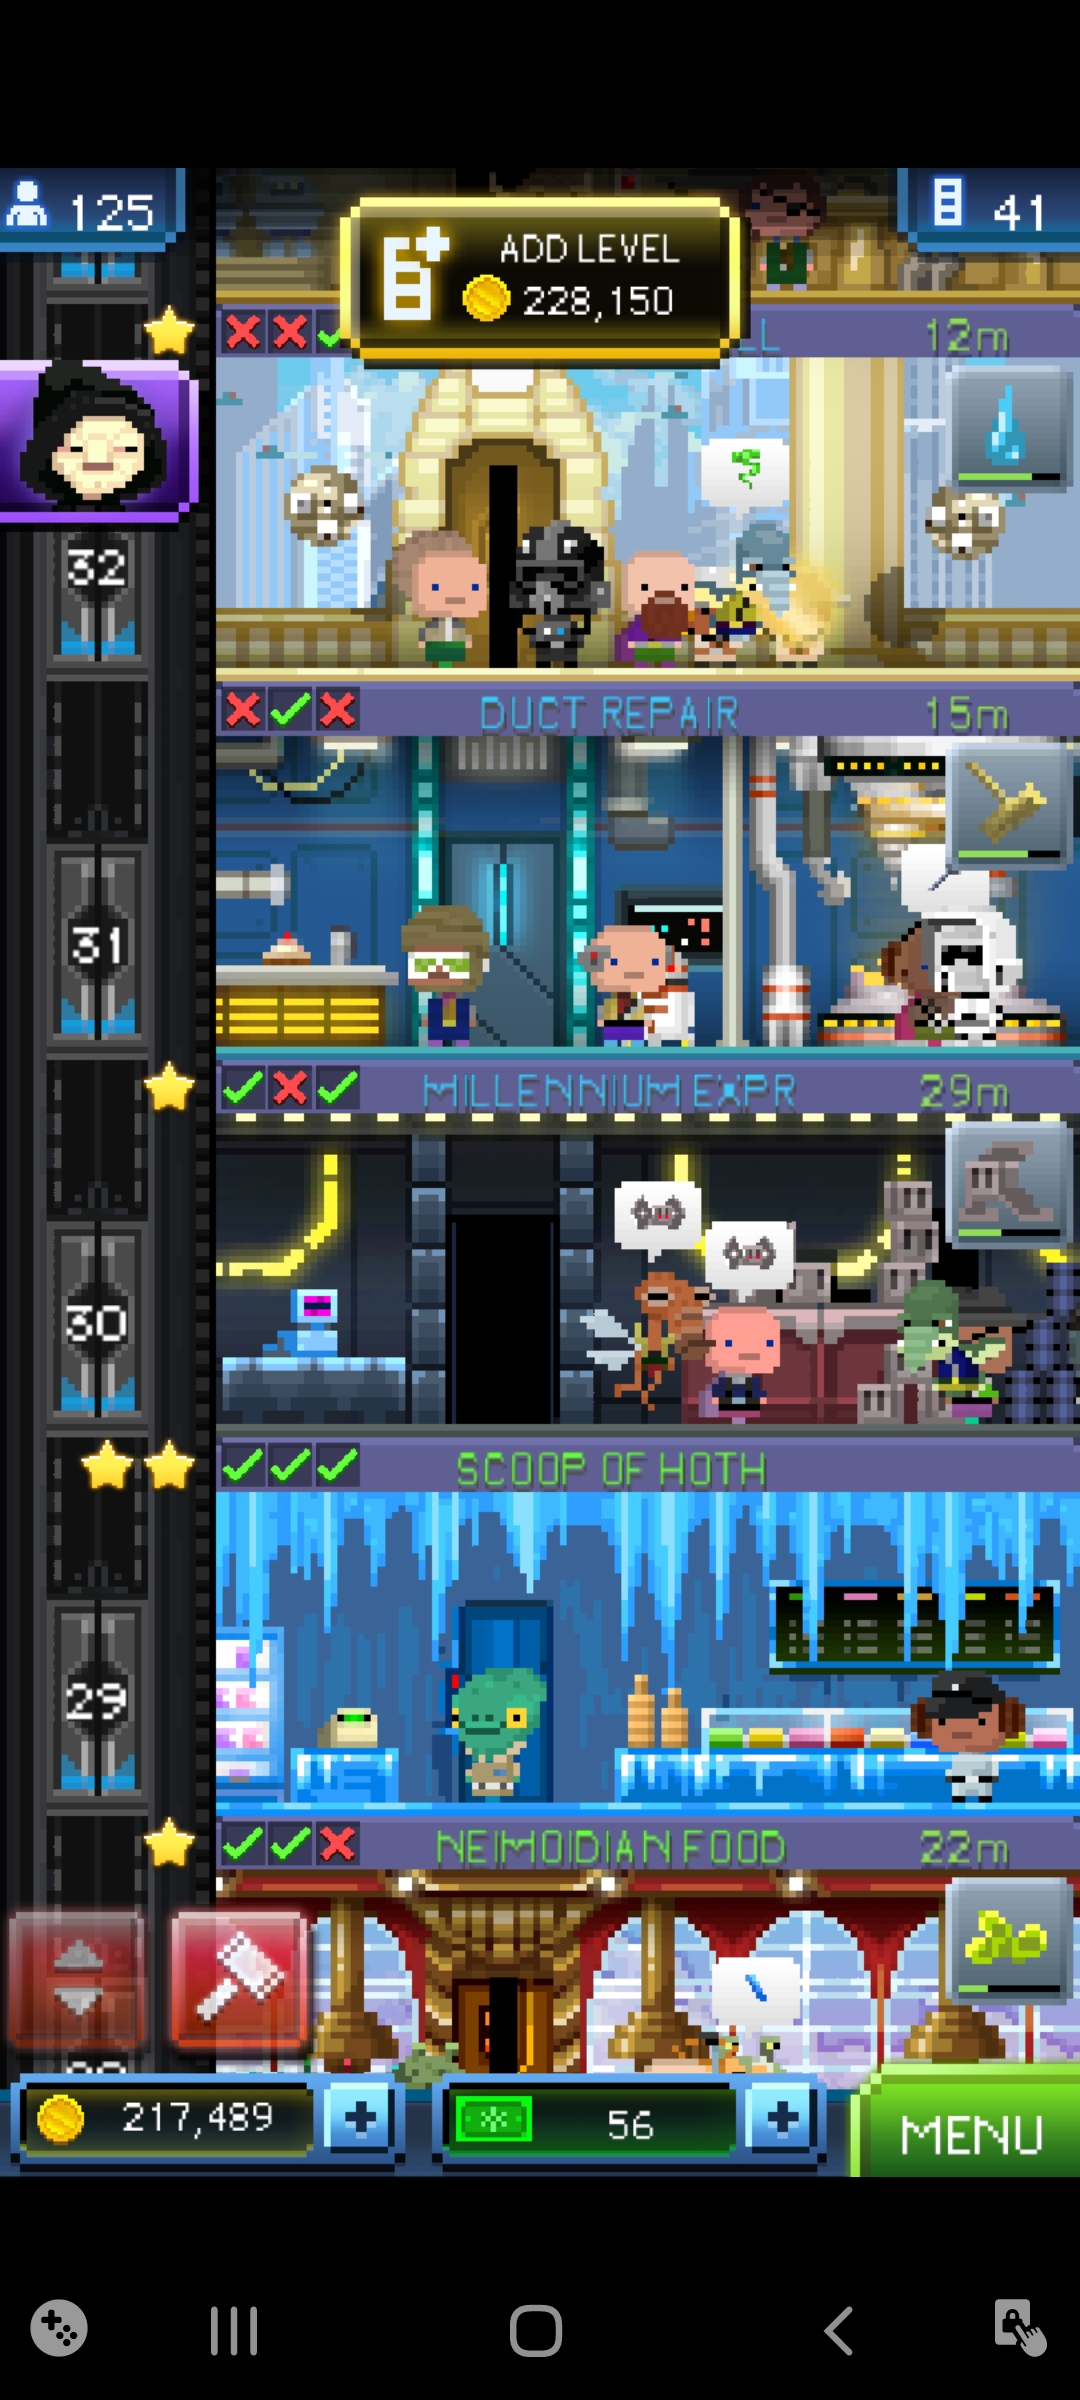 125
ADD LEVEL
228,150
41
LL
12m
32
DUCT REPAIR
15m
31
MILLENNIUM EXPR
29m
30
SCOOP OF HOTH
29
NEIMOIDIAN FOOD
22m
217,489
56
MENU